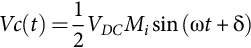 Vc(t) = 1/2 V_DC M_i sin (ωt + δ)